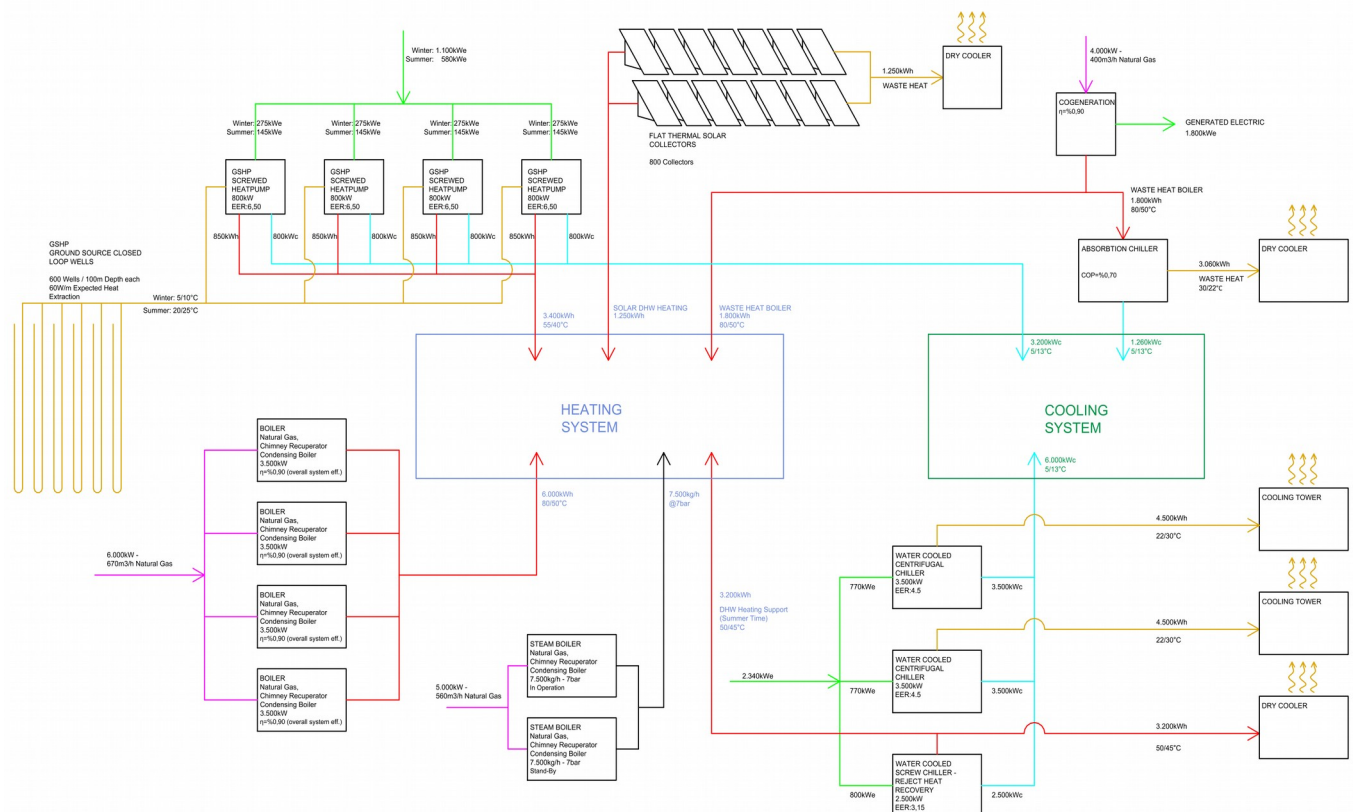 Winter: 1.100kWe
Summer: 580kWe
Winter: 275kWe
Summer: 145kWe
Winter: 275kWe
Summer: 145kWe
Winter: 275kWe
Summer: 145kWe
Winter: 275kWe
Summer: 145kWe
GSHP
SCREWED
HEATPUMP
800kW
EER:6,50
GSHP
SCREWED
HEATPUMP
800kW
EER:6,50
GSHP
SCREWED
HEATPUMP
800kW
EER:6,50
GSHP
SCREWED
HEATPUMP
800kW
EER:6,50
850kWh
800kWc
850kWh
800kWc
850kWh
800kWc
850kWh
800kWc
GSHP
GROUND SOURCE CLOSED
LOOP WELLS
600 Wells / 100m Depth each
60W/m Expected Heat
Extraction
Winter: 5/10°C
Summer: 20/25°C
FLAT THERMAL SOLAR
COLLECTORS
800 Collectors
1.250kWh
WASTE HEAT
DRY COOLER
4.000kW -
400m3/h Natural Gas
COGENERATION
η=%0,90
GENERATED ELECTRIC
1.800kWe
WASTE HEAT BOILER
1.800kWh
80/50°C
ABSORBTION CHILLER
COP=%0,70
3.060kWh
WASTE HEAT
30/22°C
DRY COOLER
3.400kWh
55/40°C
SOLAR DHW HEATING
1.250kWh
WASTE HEAT BOILER
1.800kWh
80/50°C
3.200kWc
5/13°C
1.260kWc
5/13°C
HEATING
SYSTEM
COOLING
SYSTEM
6.000kWh
80/50°C
7.500kg/h
@7bar
6.000kWc
5/13°C
BOILER
Natural Gas,
Chimney Recuperator
Condensing Boiler
3.500kW
η=%0,90 (overall system eff.)
BOILER
Natural Gas,
Chimney Recuperator
Condensing Boiler
3.500kW
η=%0,90 (overall system eff.)
BOILER
Natural Gas,
Chimney Recuperator
Condensing Boiler
3.500kW
η=%0,90 (overall system eff.)
BOILER
Natural Gas,
Chimney Recuperator
Condensing Boiler
3.500kW
η=%0,90 (overall system eff.)
6.000kW -
670m3/h Natural Gas
STEAM BOILER
Natural Gas,
Chimney Recuperator
Condensing Boiler
7.500kg/h - 7bar
In Operation
STEAM BOILER
Natural Gas,
Chimney Recuperator
Condensing Boiler
7.500kg/h - 7bar
Stand-By
5.000kW -
560m3/h Natural Gas
3.200kWh
DHW Heating Support
(Summer Time)
50/45°C
2.340kWe
770kWe
770kWe
800kWe
WATER COOLED
CENTRIFUGAL
CHILLER
3.500kW
EER:4.5
WATER COOLED
CENTRIFUGAL
CHILLER
3.500kW
EER:4.5
WATER COOLED
SCREW CHILLER -
REJECT HEAT
RECOVERY
2.500kW
EER:3,15
3.500kWc
3.500kWc
2.500kWc
4.500kWh
22/30°C
COOLING TOWER
4.500kWh
22/30°C
COOLING TOWER
3.200kWh
50/45°C
DRY COOLER